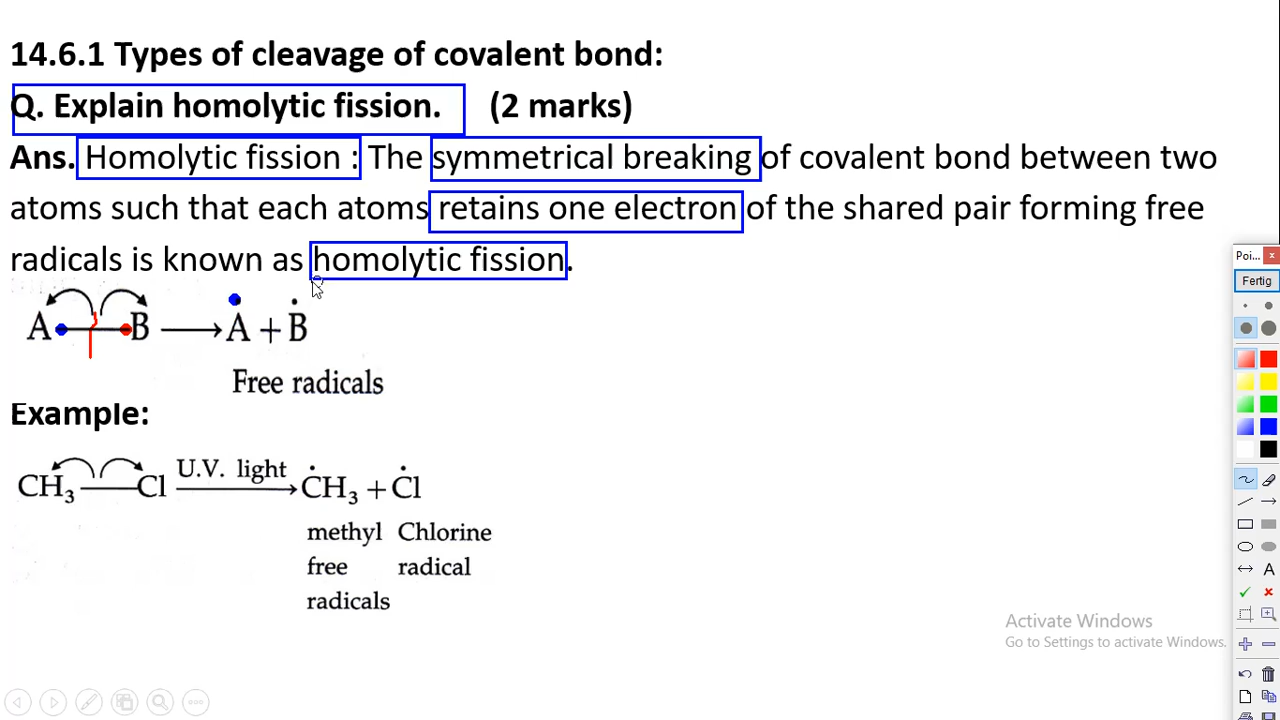 14.6.1 Types of cleavage of covalent bond:
Q. Explain homolytic fission. (2 marks)
Ans. Homolytic fission : The symmetrical breaking of covalent bond between two
atoms such that each atoms retains one electron of the shared pair forming free
radicals is known as homolytic fission.
A — B ⟶ Ȧ + Ḃ
Free radicals
Example:
CH₃ — Cl U.V. light ⟶ ĊH₃ + Ċl
methyl Chlorine
free radical
radicals
Poi...
Fertig
A
Activate Windows
Go to Settings to activate Windows.